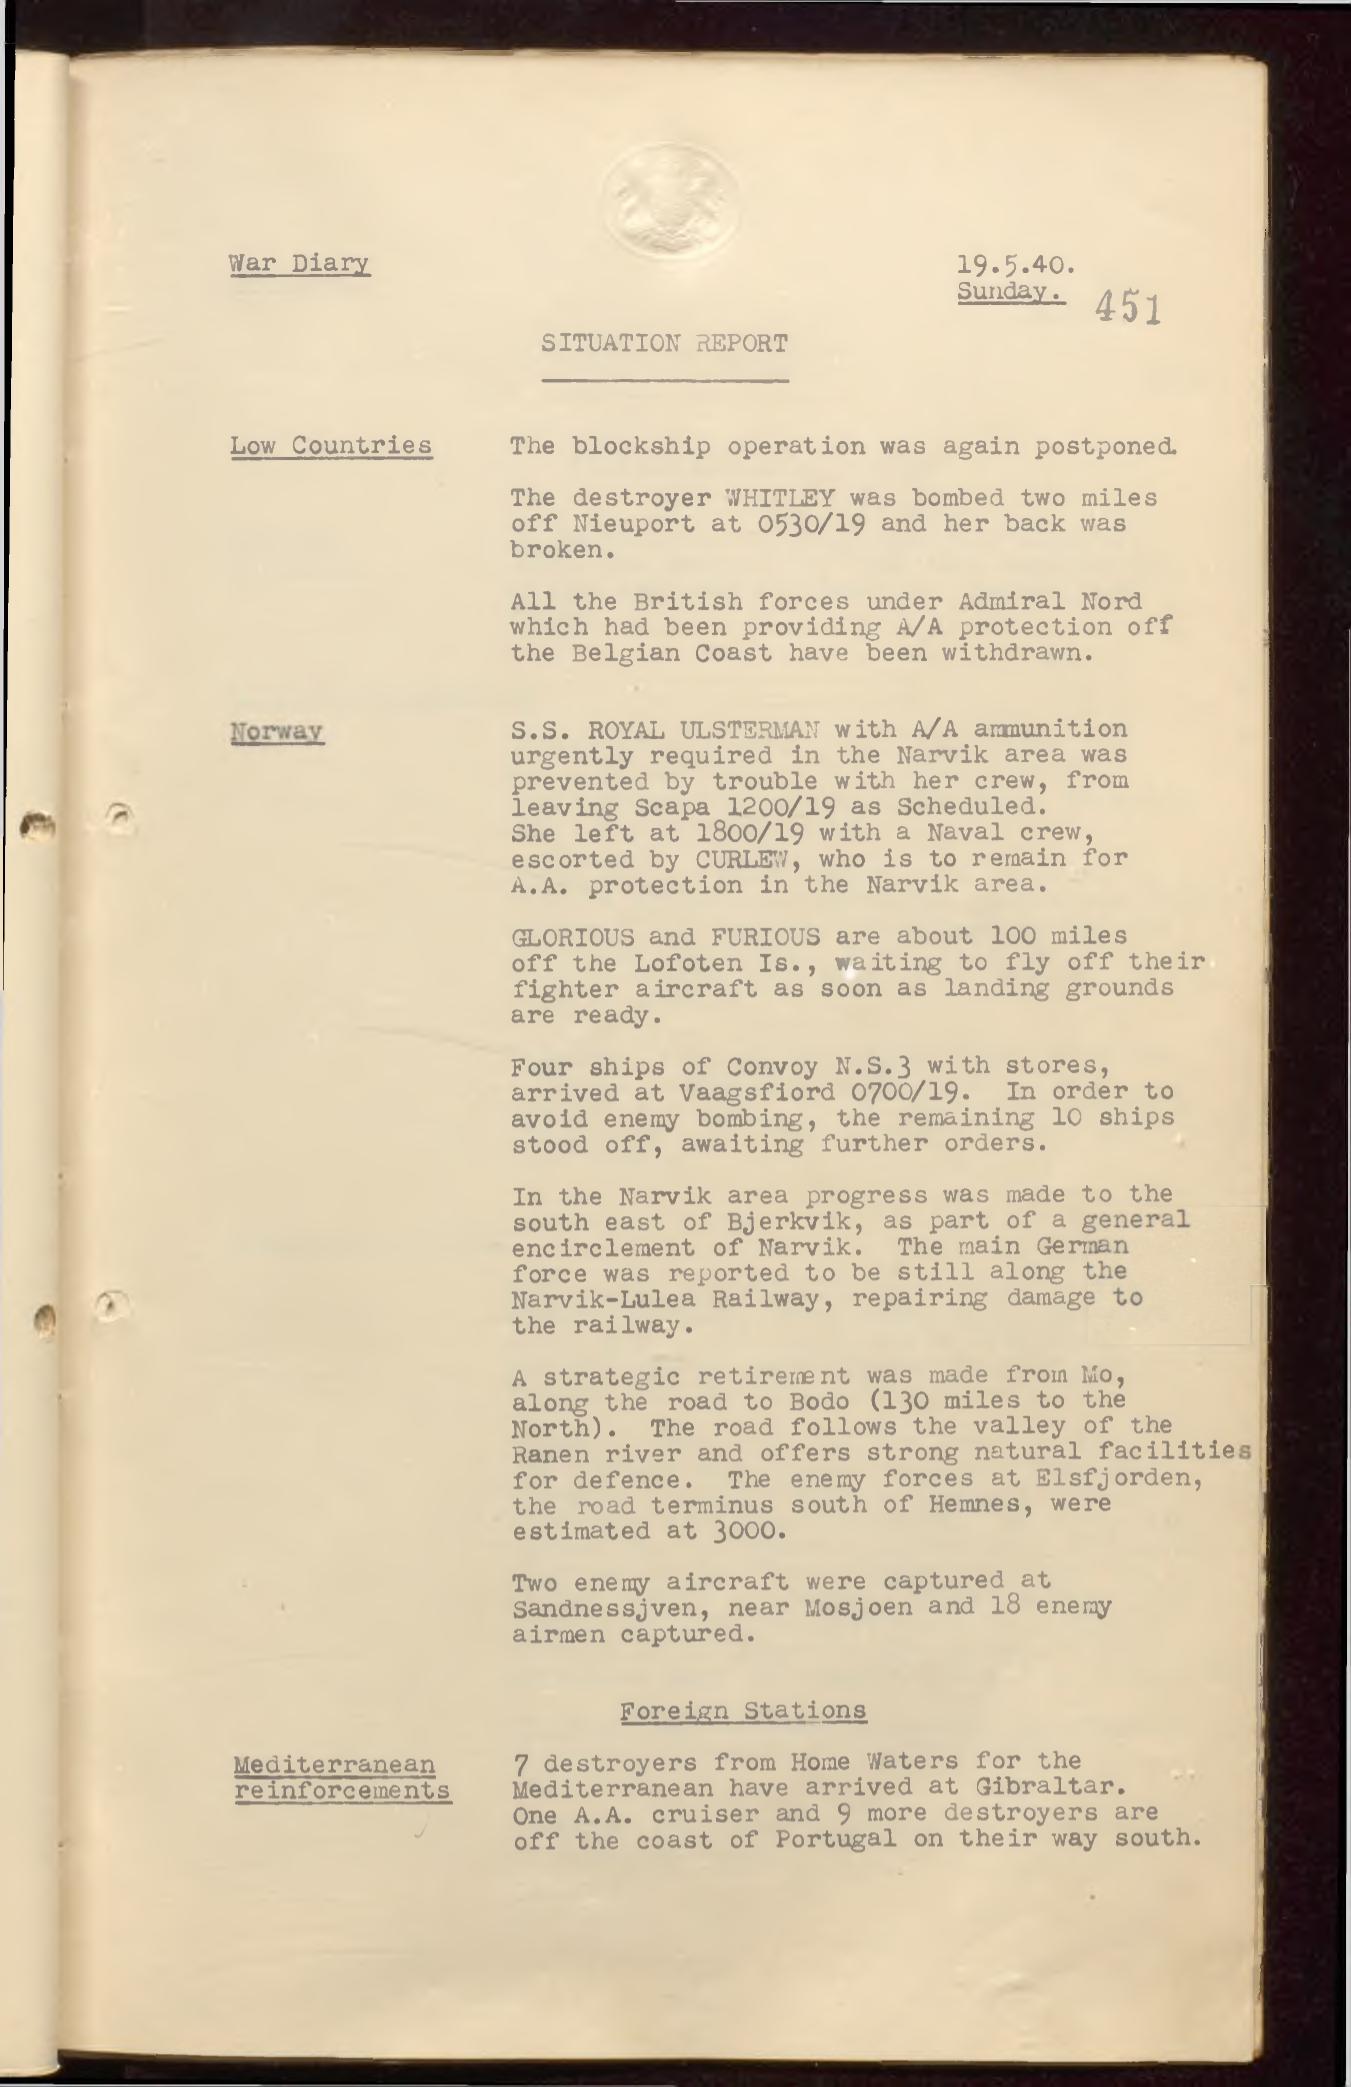 War Diary
19.5.40.
Sunday.
451
SITUATION REPORT
Low Countries
The blockship operation was again postponed.
The destroyer WHITLEY was bombed two miles
off Nieuport at 0530/19 and her back was
broken.
All the British forces under Admiral Nord
which had been providing A/A protection off
the Belgian Coast have been withdrawn.
Norway
S.S. ROYAL ULSTERMAN with A/A ammunition
urgently required in the Narvik area was
prevented by trouble with her crew, from
leaving Scapa 1200/19 as Scheduled.
She left at 1800/19 with a Naval crew,
escorted by CURLEW, who is to remain for
A.A. protection in the Narvik area.
GLORIOUS and FURIOUS are about 100 miles
off the Lofoten Is., waiting to fly off their
fighter aircraft as soon as landing grounds
are ready.
Four ships of Convoy N.S.3 with stores,
arrived at Vaagsfiord 0700/19. In order to
avoid enemy bombing, the remaining 10 ships
stood off, awaiting further orders.
In the Narvik area progress was made to the
south east of Bjerkvik, as part of a general
encirclement of Narvik. The main German
force was reported to be still along the
Narvik-Lulea Railway, repairing damage to
the railway.
A strategic retirement was made from Mo,
along the road to Bodo (130 miles to the
North). The road follows the valley of the
Ranen river and offers strong natural facilities
for defence. The enemy forces at Elsfjorden,
the road terminus south of Hemnes, were
estimated at 3000.
Two enemy aircraft were captured at
Sandnessjven, near Mosjoen and 18 enemy
airmen captured.
Foreign Stations
Mediterranean
reinforcements
7 destroyers from Home Waters for the
Mediterranean have arrived at Gibraltar.
One A.A. cruiser and 9 more destroyers are
off the coast of Portugal on their way south.